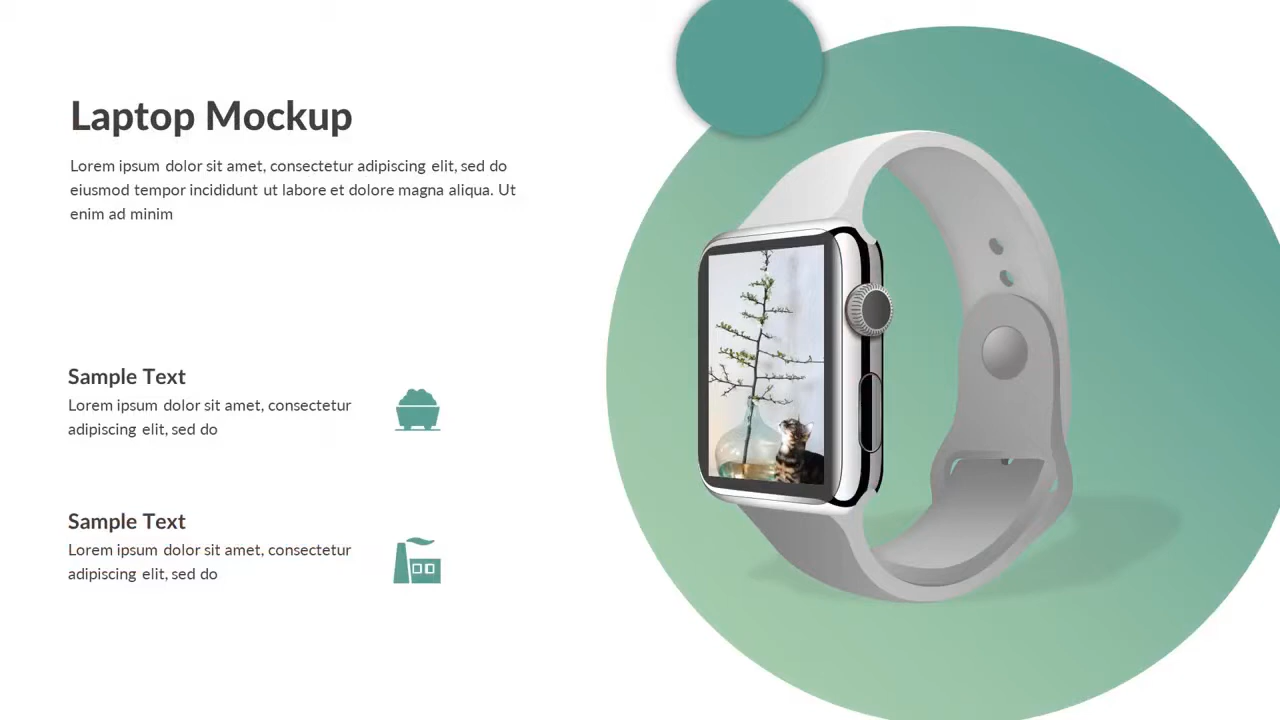 Laptop Mockup
Lorem ipsum dolor sit amet, consectetur adipiscing elit, sed do
eiusmod tempor incididunt ut labore et dolore magna aliqua. Ut
enim ad minim
Sample Text
Lorem ipsum dolor sit amet, consectetur
adipiscing elit, sed do
Sample Text
Lorem ipsum dolor sit amet, consectetur
adipiscing elit, sed do